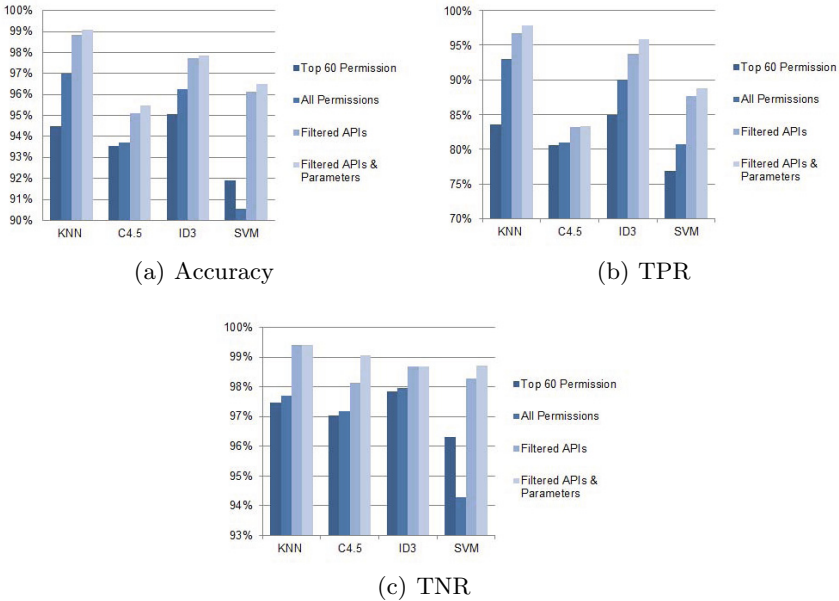 100%
99%
98%
97%
96%
95%
94%
93%
92%
91%
90%
KNN C4.5 ID3 SVM
Top 60 Permission
All Permissions
Filtered APIs
Filtered APIs &
Parameters
(a) Accuracy
100%
95%
90%
85%
80%
75%
70%
KNN C4.5 ID3 SVM
Top 60 Permission
All Permissions
Filtered APIs
Filtered APIs &
Parameters
(b) TPR
100%
99%
98%
97%
96%
95%
94%
93%
KNN C4.5 ID3 SVM
Top 60 Permission
All Permissions
Filtered APIs
Filtered APIs &
Parameters
(c) TNR